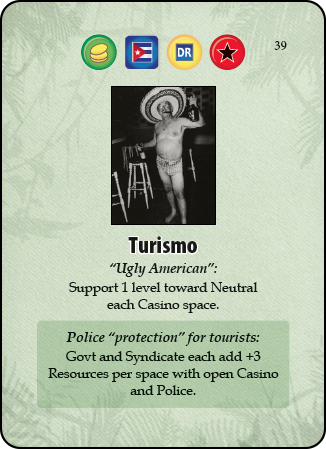 DR
39
Turismo
“Ugly American”:
Support 1 level toward Neutral
each Casino space.
Police “protection” for tourists:
Govt and Syndicate each add +3
Resources per space with open Casino
and Police.